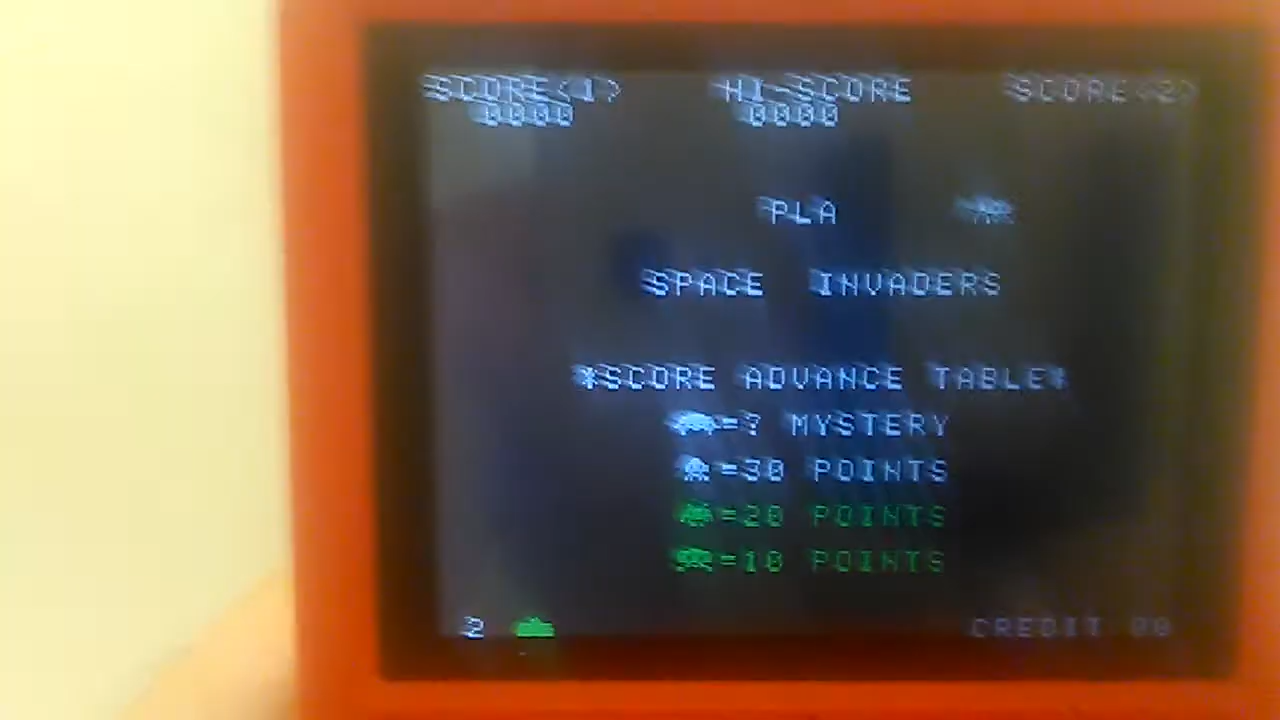 SCORE<1> HI-SCORE SCORE<2>
0000 0000
PLA
SPACE INVADERS
*SCORE ADVANCE TABLE*
=? MYSTERY
=30 POINTS
=20 POINTS
=10 POINTS
2 CREDIT 00